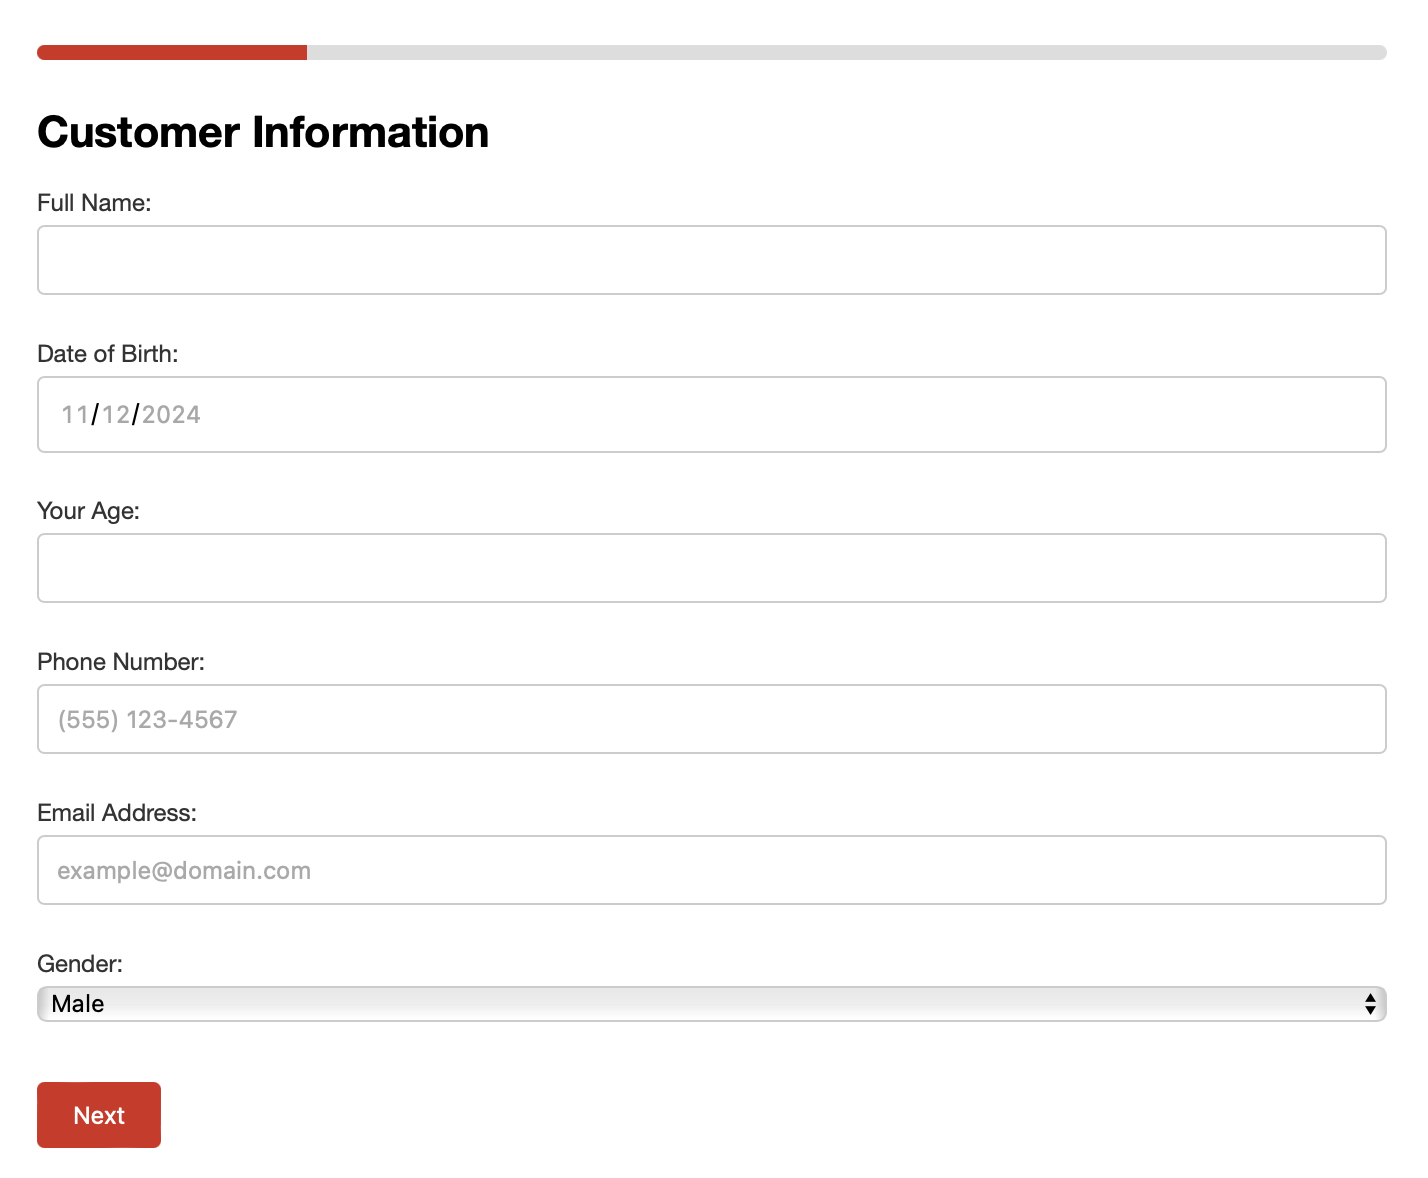 Customer Information
Full Name:
Date of Birth:
11/12/2024
Your Age:
Phone Number:
(555) 123-4567
Email Address:
example@domain.com
Gender:
Male
Next